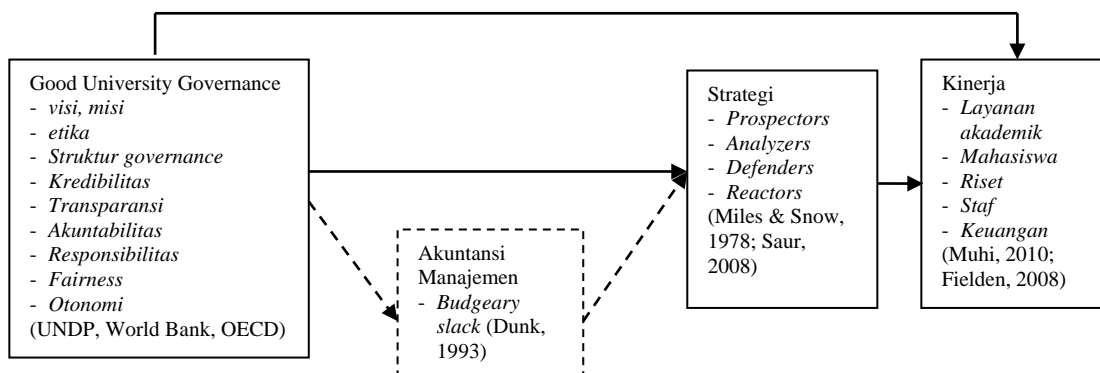 Good University Governance
- visi, misi
- etika
- Struktur governance
- Kredibilitas
- Transparansi
- Akuntabilitas
- Responsibilitas
- Fairness
- Otonomi
(UNDP, World Bank, OECD)
Akuntansi
Manajemen
- Budgeary
slack (Dunk,
1993)
Strategi
- Prospectors
- Analyzers
- Defenders
- Reactors
(Miles & Snow,
1978; Saur,
2008)
Kinerja
- Layanan
akademik
- Mahasiswa
- Riset
- Staf
- Keuangan
(Muhi, 2010;
Fielden, 2008)